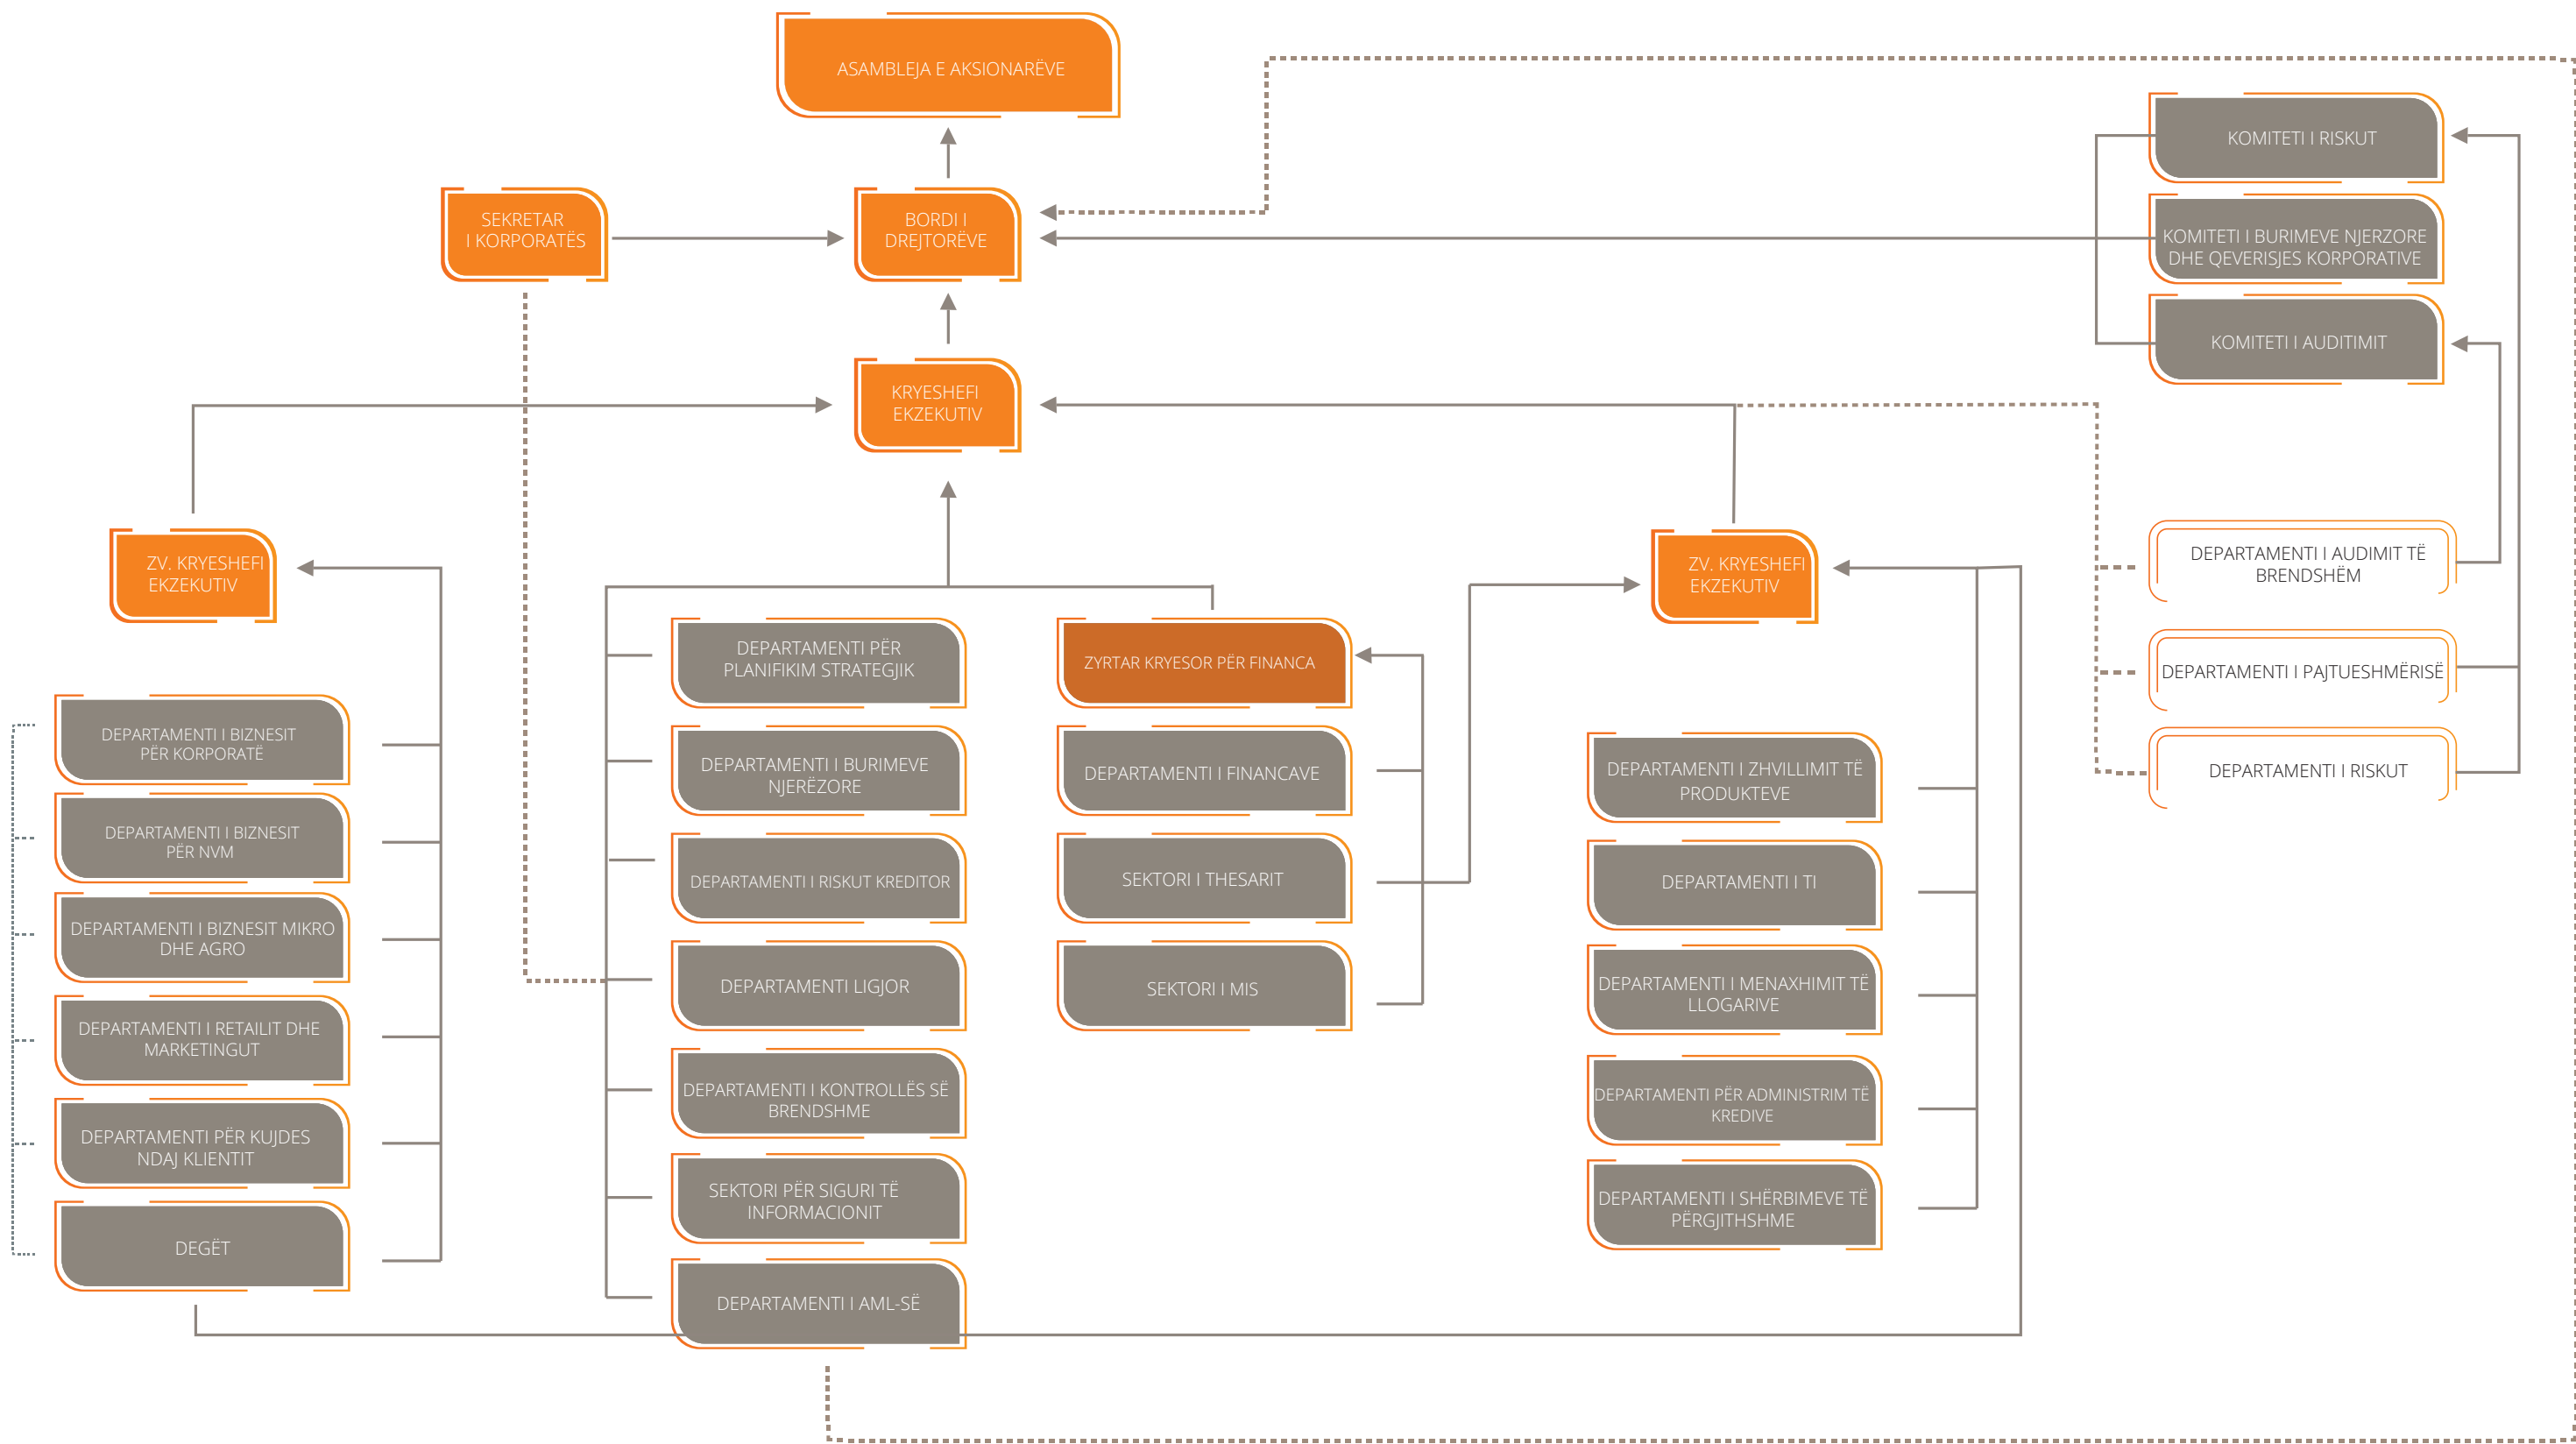 ASAMBLEJA E AKSIONARËVE
SEKRETAR
I KORPORATËS
BORDI I
DREJTORËVE
KRYESHEFI
EKZEKUTIV
KOMITETI I RISKUT
KOMITETI I BURIMEVE NJERZORE
DHE QEVERISJES KORPORATIVE
KOMITETI I AUDITIMIT
ZV. KRYESHEFI
EKZEKUTIV
DEPARTAMENTI I BIZNESIT
PËR KORPORATË
DEPARTAMENTI I BIZNESIT
PËR NVM
DEPARTAMENTI I BIZNESIT MIKRO
DHE AGRO
DEPARTAMENTI I RETAILIT DHE
MARKETINGUT
DEPARTAMENTI PËR KUJDES
NDAJ KLIENTIT
DEGËT
DEPARTAMENTI PËR
PLANIFIKIM STRATEGJIK
DEPARTAMENTI I BURIMEVE
NJERËZORE
DEPARTAMENTI I RISKUT KREDITOR
DEPARTAMENTI LIGJOR
DEPARTAMENTI I KONTROLLËS SË
BRENDSHME
SEKTORI PËR SIGURI TË
INFORMACIONIT
DEPARTAMENTI I AML-SË
ZYRTAR KRYESOR PËR FINANCA
DEPARTAMENTI I FINANCAVE
SEKTORI I THESARIT
SEKTORI I MIS
ZV. KRYESHEFI
EKZEKUTIV
DEPARTAMENTI I ZHVILLIMIT TË
PRODUKTEVE
DEPARTAMENTI I TI
DEPARTAMENTI I MENAXHIMIT TË
LLOGARIVE
DEPARTAMENTI PËR ADMINISTRIM TË
KREDIVE
DEPARTAMENTI I SHËRBIMEVE TË
PËRGJITHSHME
DEPARTAMENTI I AUDIMIT TË
BRENDSHËM
DEPARTAMENTI I PAJTUESHMËRISË
DEPARTAMENTI I RISKUT